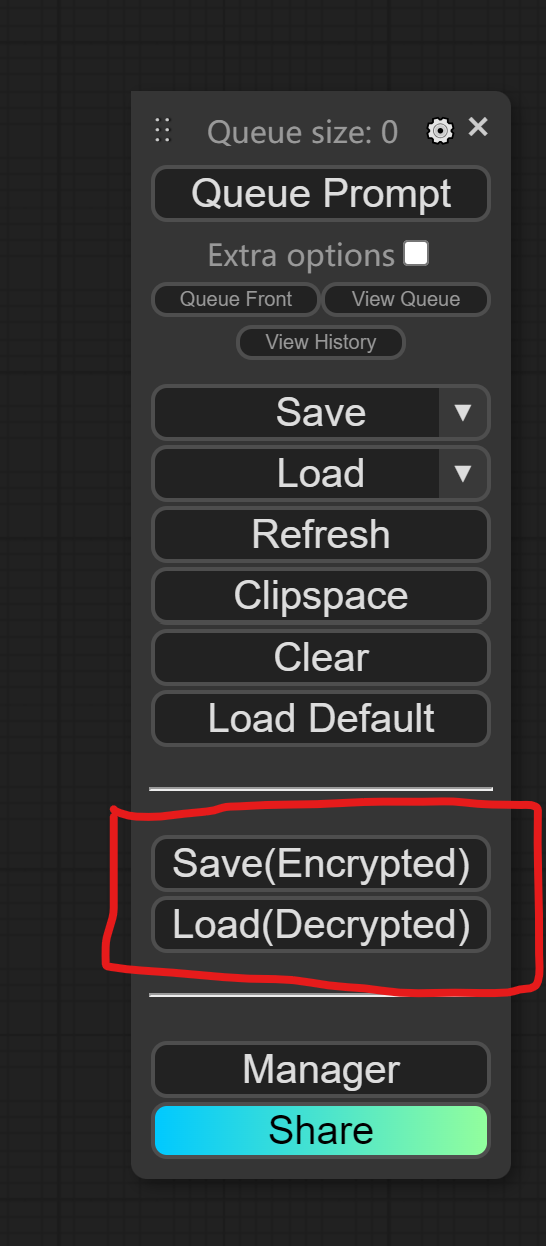 Queue size: 0
Queue Prompt
Extra options
Queue Front View Queue
View History
Save
Load
Refresh
Clipspace
Clear
Load Default
Save(Encrypted)
Load(Decrypted)
Manager
Share